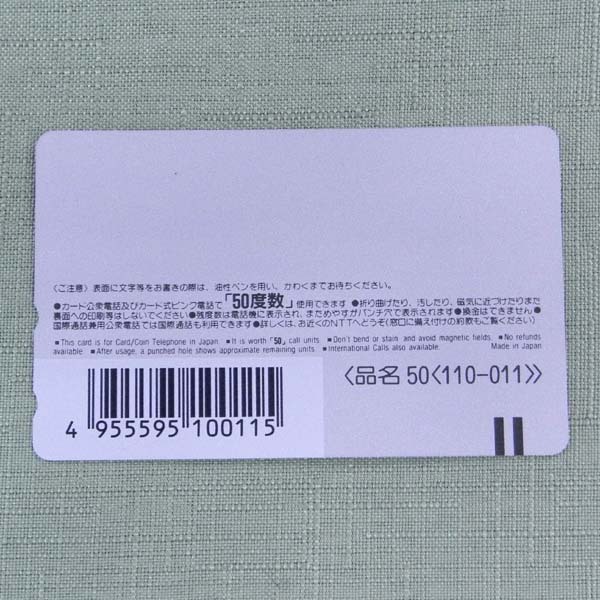 〈ご注意〉表面に文字等をお書きの際は、油性ペンを用い、かわくまでお待ちください。
●カード公衆電話及びカード式ピンク電話で「50度数」使用できます ●折り曲げたり、汚したり、磁気に近づけたりまた
裏面への印刷等はしないでください●残度数は電話機に表示され、まためやすがパンチ穴で表示されます●換金はできません●
国際通話兼用公衆電話では国際通話も利用できます●詳しくは、お近くのNTTへどうぞ(窓口に備え付けの約款もご覧ください)
■This card is for Card/Coin Telephone in Japan. ■It is worth「50」call units. ■Don't bend or stain and avoid magnetic fields. ■No refunds
available. ■After usage, a punched hole shows approximate remaining units. ■International Calls also available. Made in Japan
〈品名 50〈110-011〉〉
4 955595 100115